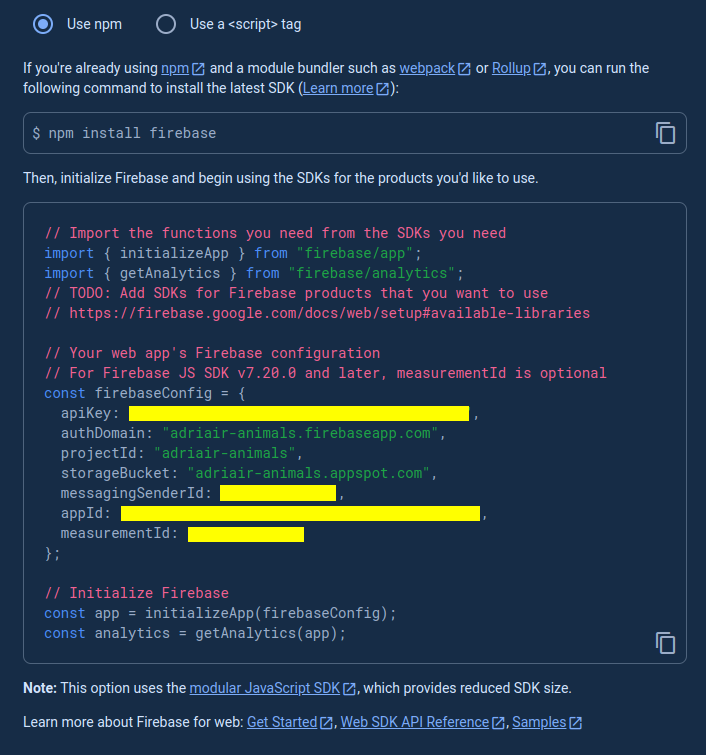 Use npm Use a <script> tag
If you're already using npm and a module bundler such as webpack or Rollup, you can run the
following command to install the latest SDK (Learn more):
$ npm install firebase
Then, initialize Firebase and begin using the SDKs for the products you'd like to use.
// Import the functions you need from the SDKs you need
import { initializeApp } from "firebase/app";
import { getAnalytics } from "firebase/analytics";
// TODO: Add SDKs for Firebase products that you want to use
// https://firebase.google.com/docs/web/setup#available-libraries
// Your web app's Firebase configuration
// For Firebase JS SDK v7.20.0 and later, measurementId is optional
const firebaseConfig = {
  apiKey: ,
  authDomain: "adriair-animals.firebaseapp.com",
  projectId: "adriair-animals",
  storageBucket: "adriair-animals.appspot.com",
  messagingSenderId: ,
  appId: ,
  measurementId:
};
// Initialize Firebase
const app = initializeApp(firebaseConfig);
const analytics = getAnalytics(app);
Note: This option uses the modular JavaScript SDK, which provides reduced SDK size.
Learn more about Firebase for web: Get Started, Web SDK API Reference, Samples